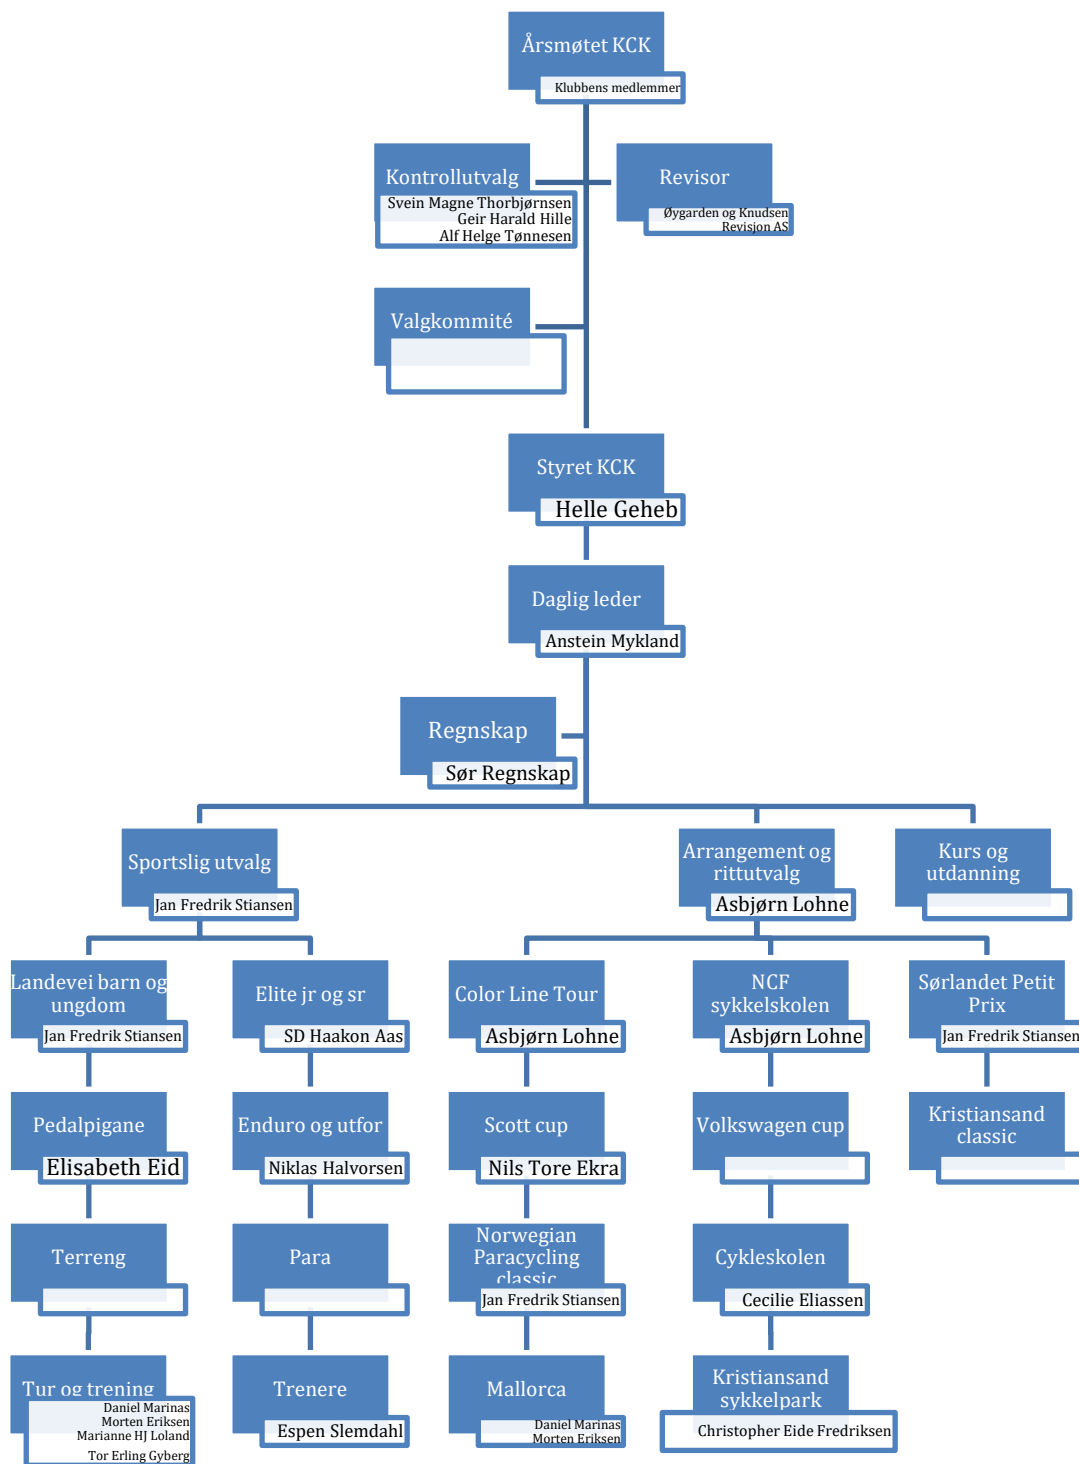 Årsmøtet KCK
Klubbens medlemmer
Kontrollutvalg
Svein Magne Thorbjørnsen
Geir Harald Hille
Alf Helge Tønnesen
Revisor
Øygarden og Knudsen
Revisjon AS
Valgkommité
Styret KCK
Helle Geheb
Daglig leder
Anstein Mykland
Regnskap
Sør Regnskap
Sportslig utvalg
Jan Fredrik Stiansen
Arrangement og
rittutvalg
Asbjørn Lohne
Kurs og
utdanning
Landevei barn og
ungdom
Jan Fredrik Stiansen
Elite jr og sr
SD Haakon Aas
Color Line Tour
Asbjørn Lohne
NCF
sykkelskolen
Asbjørn Lohne
Sørlandet Petit
Prix
Jan Fredrik Stiansen
Pedalpigane
Elisabeth Eid
Enduro og utfor
Niklas Halvorsen
Scott cup
Nils Tore Ekra
Volkswagen cup
Kristiansand
classic
Terreng
Para
Norwegian
Paracycling
classic
Jan Fredrik Stiansen
Cykleskolen
Cecilie Eliassen
Tur og trening
Daniel Marinas
Morten Eriksen
Marianne HJ Loland
Tor Erling Gyberg
Trenere
Espen Slemdahl
Mallorca
Daniel Marinas
Morten Eriksen
Kristiansand
sykkelpark
Christopher Eide Fredriksen